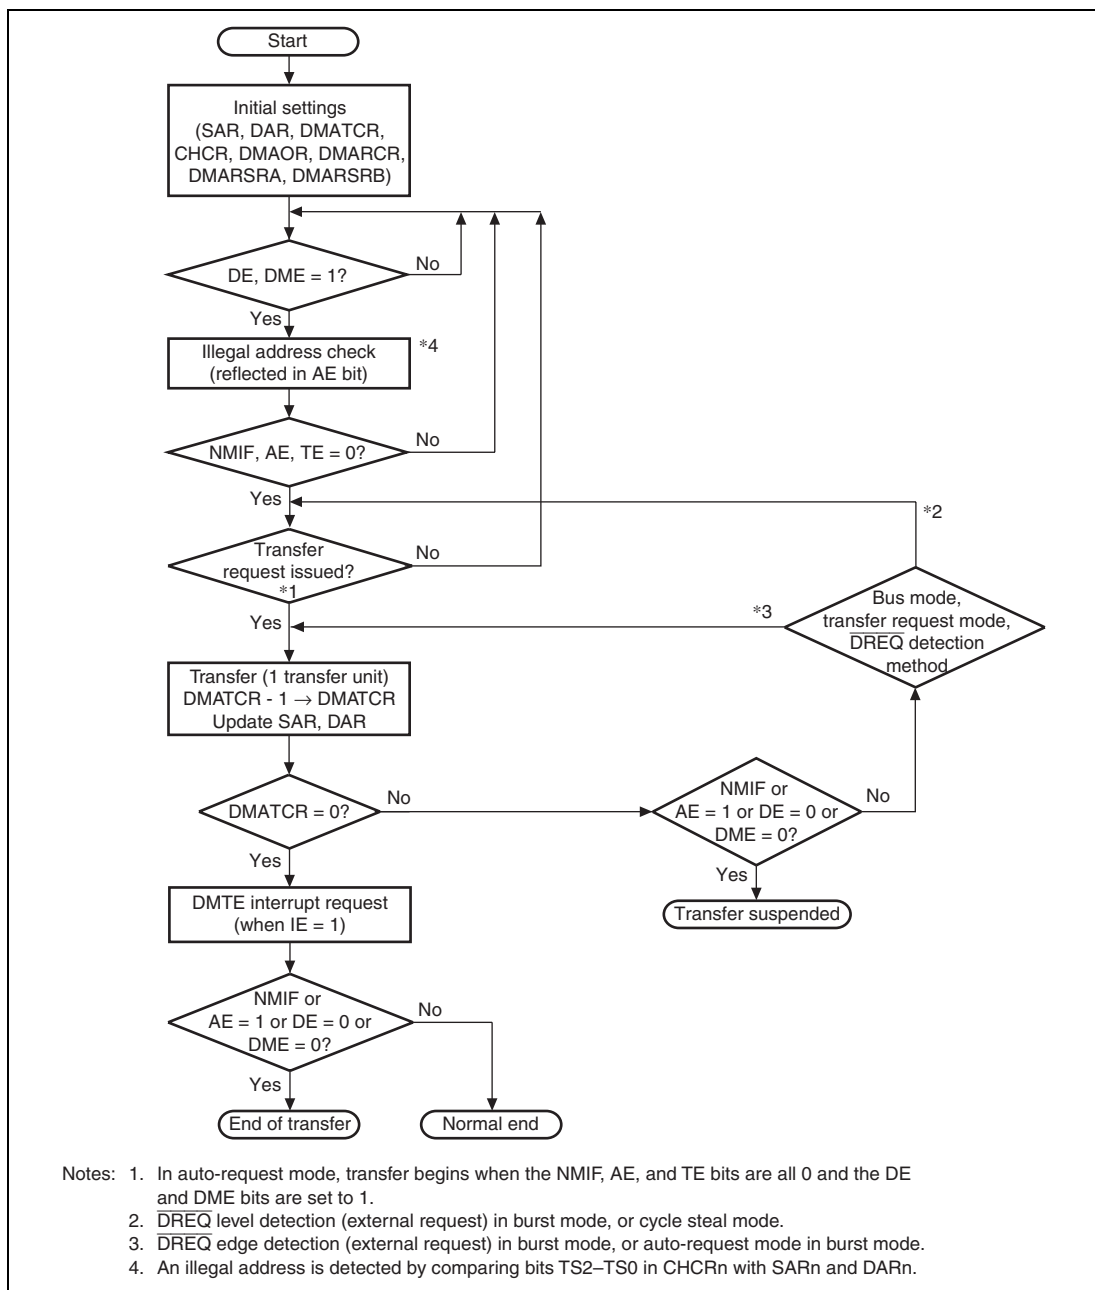 Start
Initial settings
(SAR, DAR, DMATCR,
CHCR, DMAOR, DMARCR,
DMARSRA, DMARSRB)
DE, DME = 1?
No
Yes
Illegal address check
(reflected in AE bit)
*4
NMIF, AE, TE = 0?
No
Yes
*2
Transfer
request issued?
*1
No
Yes
*3
Bus mode,
transfer request mode,
DREQ detection
method
Transfer (1 transfer unit)
DMATCR - 1 → DMATCR
Update SAR, DAR
DMATCR = 0?
No
NMIF or
AE = 1 or DE = 0 or
DME = 0?
No
Yes
Yes
Transfer suspended
DMTE interrupt request
(when IE = 1)
NMIF or
AE = 1 or DE = 0 or
DME = 0?
No
Yes
End of transfer
Normal end
Notes: 1. In auto-request mode, transfer begins when the NMIF, AE, and TE bits are all 0 and the DE
and DME bits are set to 1.
2. DREQ level detection (external request) in burst mode, or cycle steal mode.
3. DREQ edge detection (external request) in burst mode, or auto-request mode in burst mode.
4. An illegal address is detected by comparing bits TS2–TS0 in CHCRn with SARn and DARn.